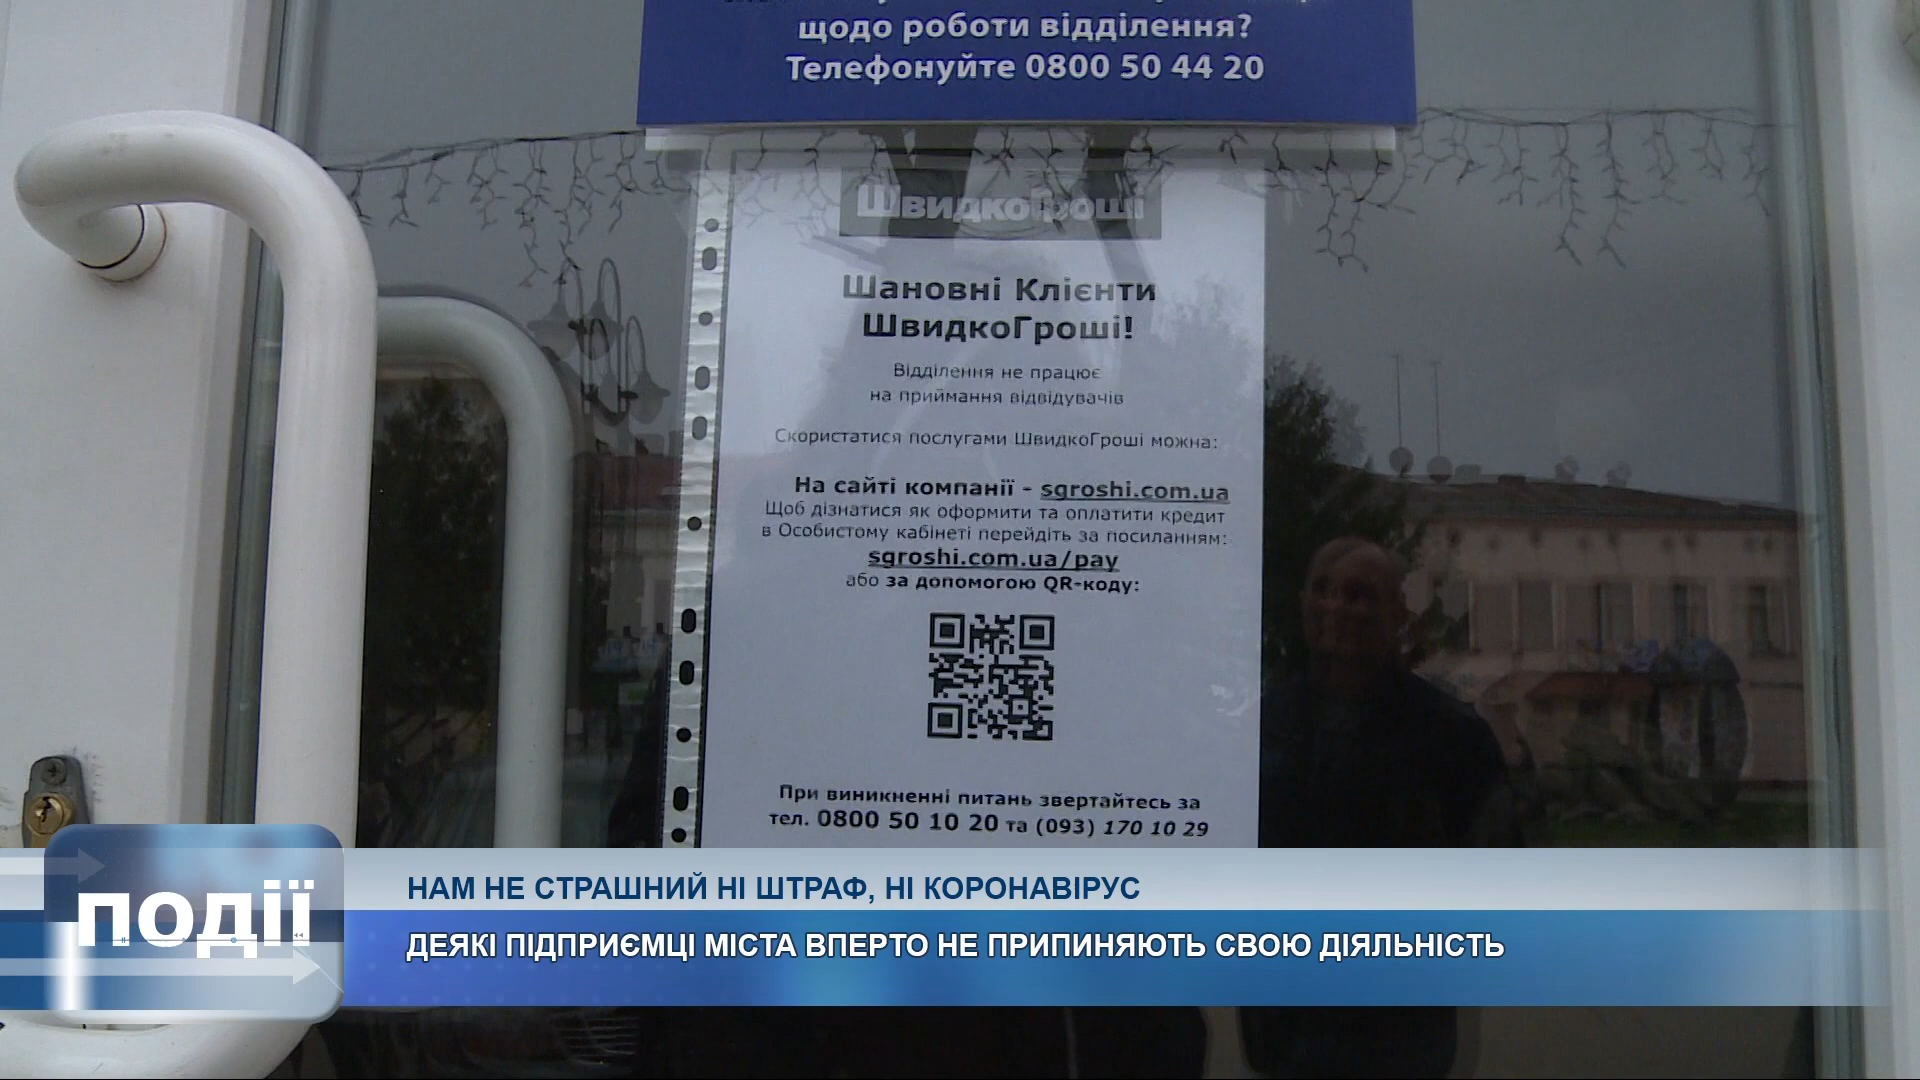 щодо роботи відділення?
Телефонуйте 0800 50 44 20
ШвидкоГроші
Шановні Клієнти
ШвидкоГроші!
Відділення не працює
на приймання відвідувачів
Скористатися послугами ШвидкоГроші можна:
На сайті компанії - sgroshi.com.ua
Щоб дізнатися як оформити та оплатити кредит
в Особистому кабінеті перейдіть за посиланням:
sgroshi.com.ua/pay
або за допомогою QR-коду:
При виникненні питань звертайтесь за
тел. 0800 50 10 20 та (093) 170 10 29
події
НАМ НЕ СТРАШНИЙ НІ ШТРАФ, НІ КОРОНАВІРУС
ДЕЯКІ ПІДПРИЄМЦІ МІСТА ВПЕРТО НЕ ПРИПИНЯЮТЬ СВОЮ ДІЯЛЬНІСТЬ